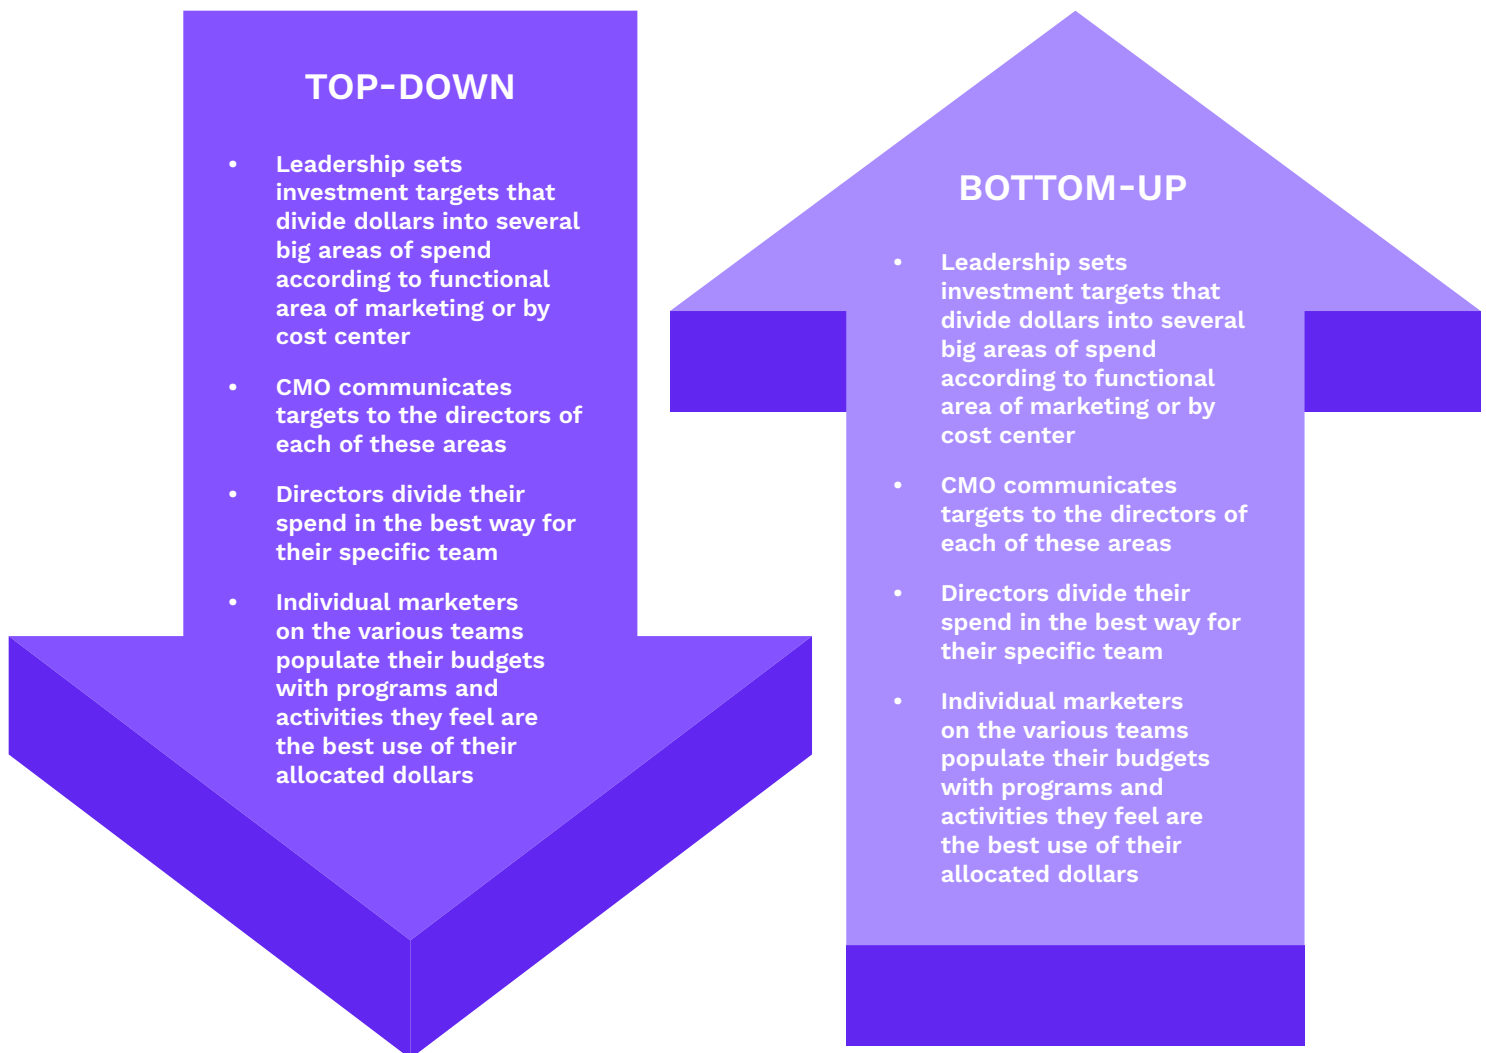 TOP-DOWN
• Leadership sets
investment targets that
divide dollars into several
big areas of spend
according to functional
area of marketing or by
cost center
• CMO communicates
targets to the directors of
each of these areas
• Directors divide their
spend in the best way for
their specific team
• Individual marketers
on the various teams
populate their budgets
with programs and
activities they feel are
the best use of their
allocated dollars
BOTTOM-UP
• Leadership sets
investment targets that
divide dollars into several
big areas of spend
according to functional
area of marketing or by
cost center
• CMO communicates
targets to the directors of
each of these areas
• Directors divide their
spend in the best way for
their specific team
• Individual marketers
on the various teams
populate their budgets
with programs and
activities they feel are
the best use of their
allocated dollars